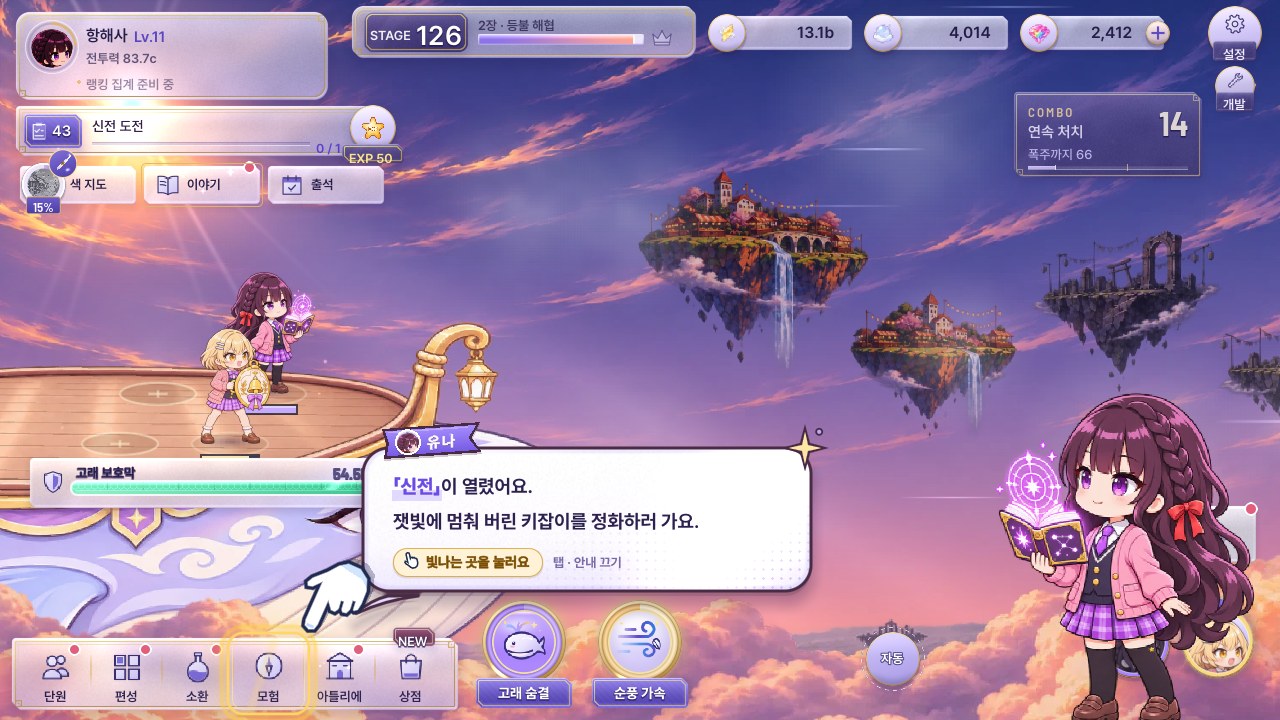 항해사 Lv.11
전투력 83.7c
랭킹 집계 준비 중
STAGE 126
2장 · 등불 해협
13.1b
4,014
2,412
설정
개발
43
신전 도전
0 / 1
EXP 50
색 지도
15%
이야기
출석
COMBO
연속 처치
14
폭주까지 66
고래 보호막
유나
「신전」이 열렸어요.
잿빛에 멈춰 버린 키잡이를 정화하러 가요.
빛나는 곳을 눌러요
탭 · 안내 끄기
단원
편성
소환
모험
아틀리에
NEW
상점
고래 숨결
순풍 가속
자동